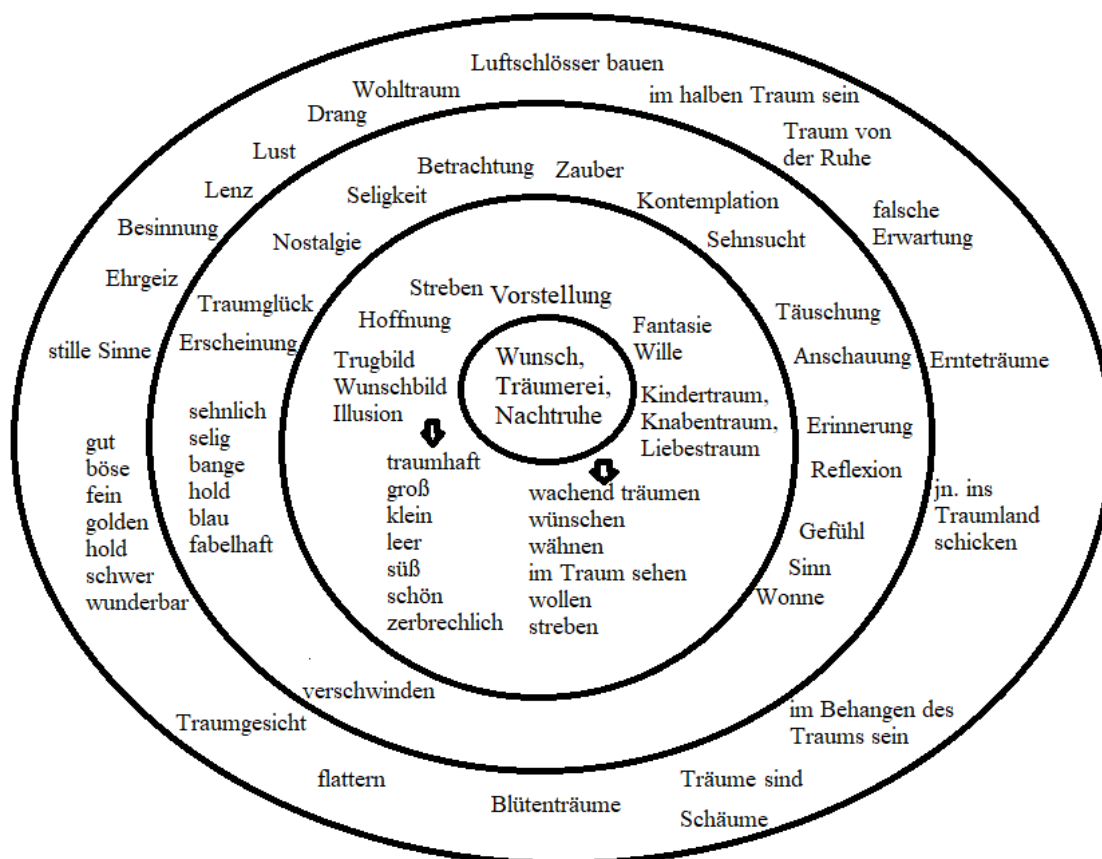 Luftschlösser bauen
Wohltraum
im halben Traum sein
Drang
Traum von
der Ruhe
Lust
Betrachtung
Zauber
Lenz
Seligkeit
Kontemplation
Besinnung
falsche
Erwartung
Nostalgie
Sehnsucht
Ehrgeiz
Streben
Vorstellung
Traumglück
Täuschung
Hoffnung
Fantasie
Wille
stille Sinne
Erscheinung
Trugbild
Wunschbild
Illusion
Wunsch,
Träumerei,
Nachtruhe
Anschauung
Ernteträume
Kindertraum,
Knabentraum,
Liebestraum
Erinnerung
Reflexion
gut
böse
fein
golden
hold
schwer
wunderbar
sehnlich
selig
bange
hold
blau
fabelhaft
traumhaft
groß
klein
leer
süß
schön
zerbrechlich
wachend träumen
wünschen
wähnen
im Traum sehen
wollen
streben
Gefühl
Sinn
Wonne
jn. ins
Traumland
schicken
verschwinden
Traumgesicht
im Behangen des
Traums sein
flattern
Blütenträume
Träume sind
Schäume